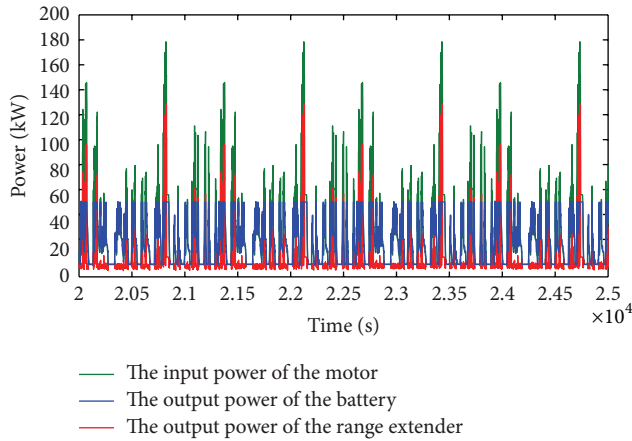 200
180
160
140
120
100
80
60
40
20
0
Power (kW)
2 2.05 2.1 2.15 2.2 2.25 2.3 2.35 2.4 2.45 2.5
Time (s)
×10⁴
The input power of the motor
The output power of the battery
The output power of the range extender